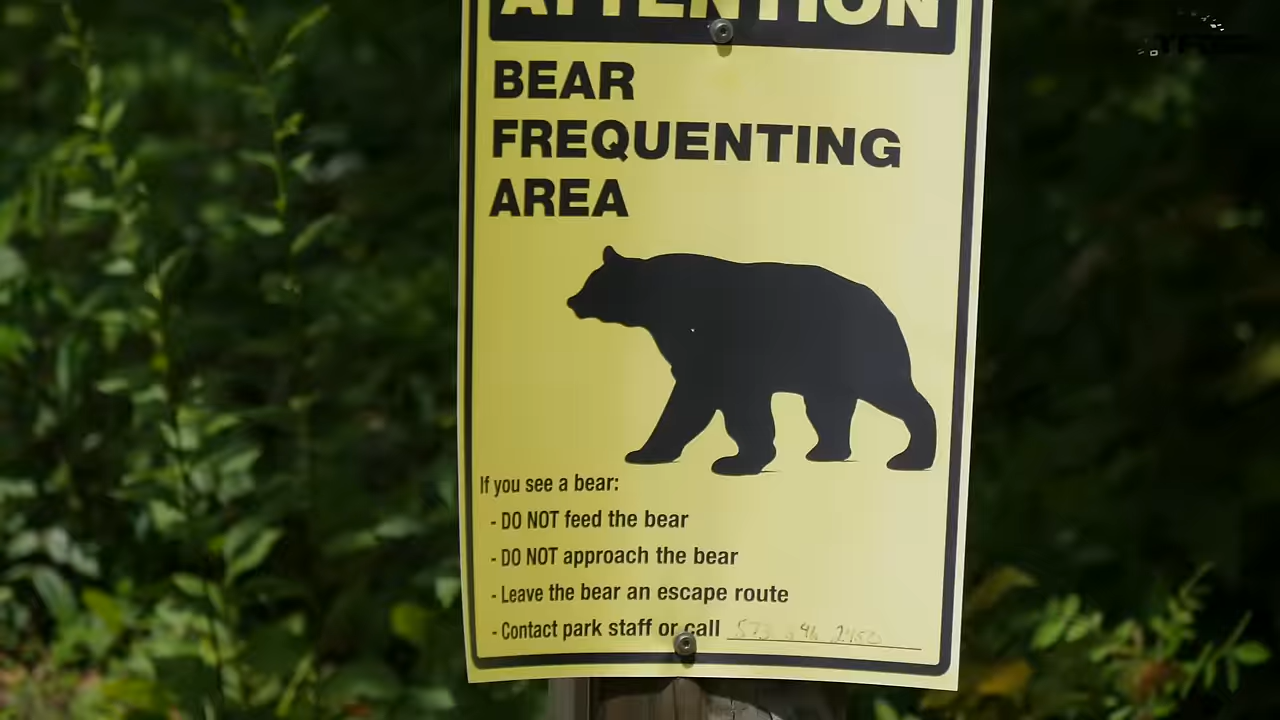 ATTENTION
BEAR
FREQUENTING
AREA
If you see a bear:
- DO NOT feed the bear
- DO NOT approach the bear
- Leave the bear an escape route
- Contact park staff or call